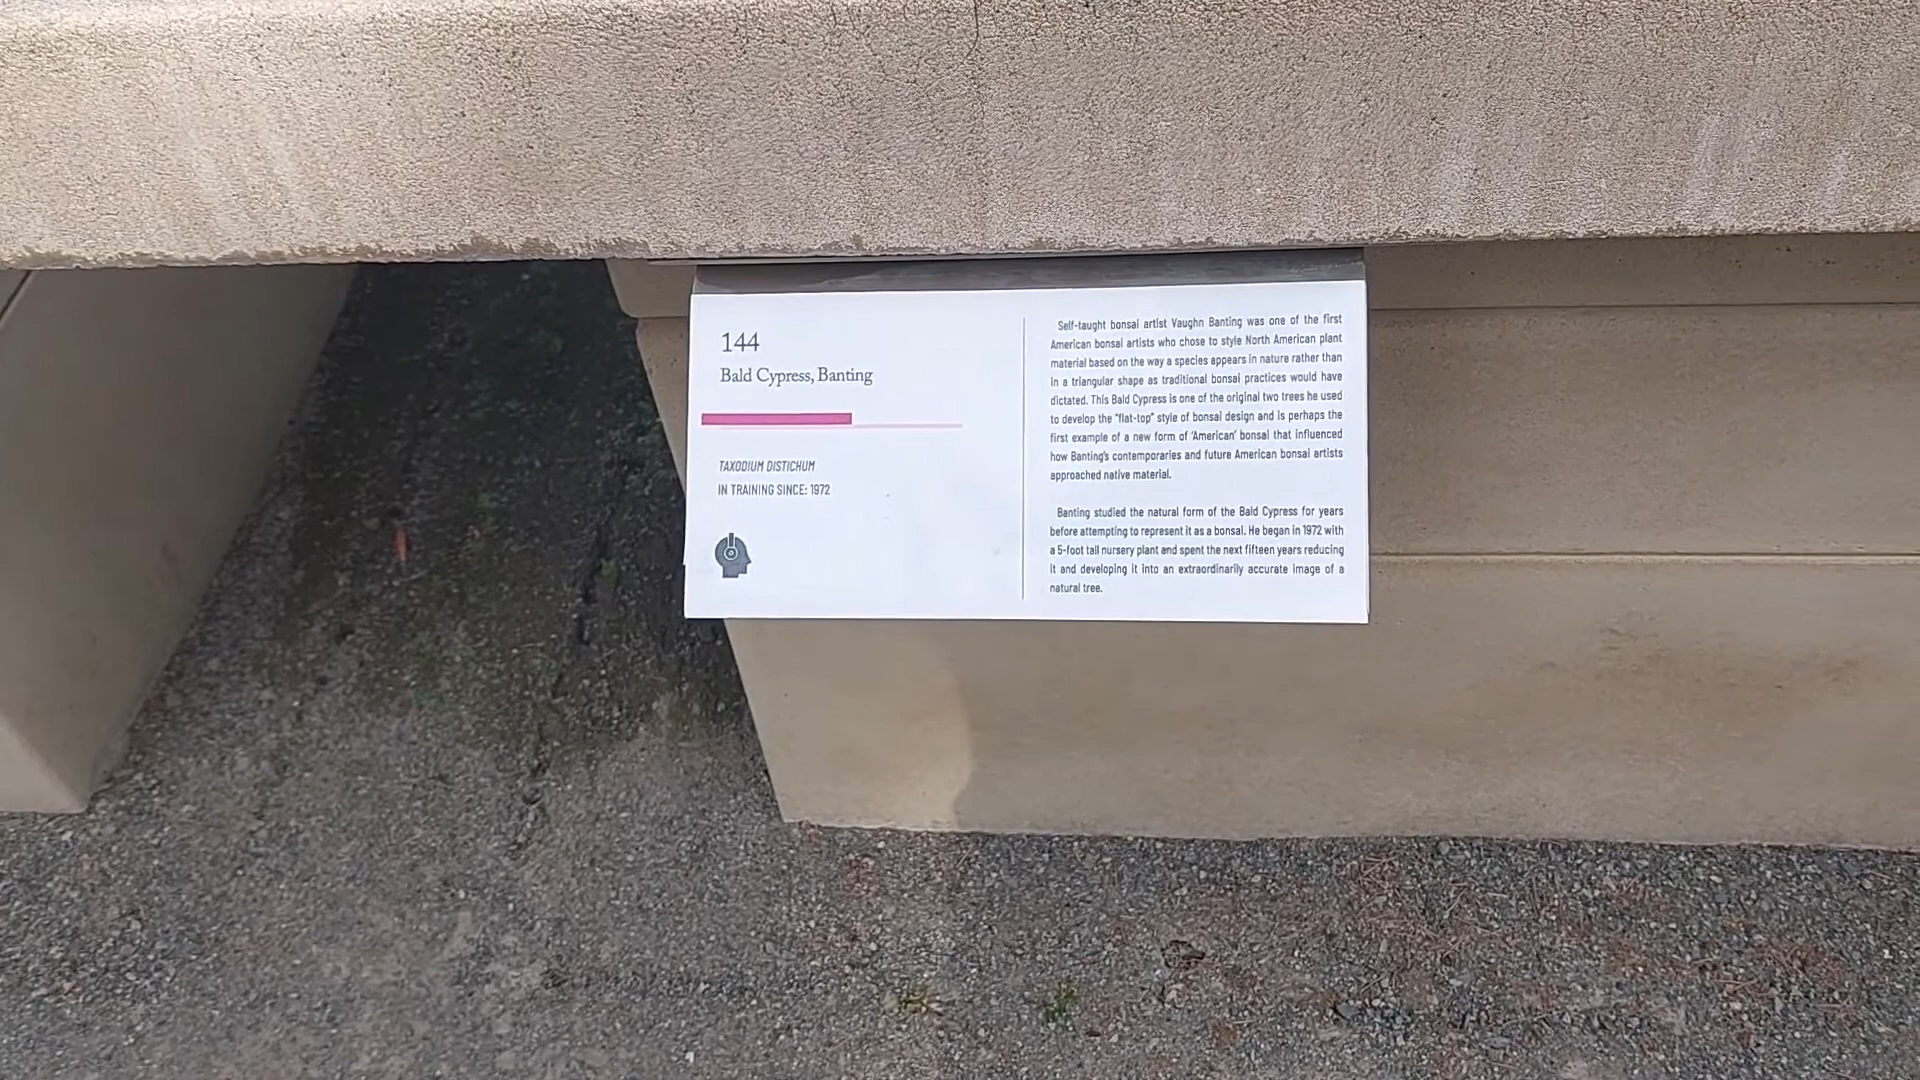 144
Bald Cypress, Banting
TAXODIUM DISTICHUM
IN TRAINING SINCE: 1972
Self-taught bonsai artist Vaughn Banting was one of the first
American bonsai artists who chose to style North American plant
material based on the way a species appears in nature rather than
in a triangular shape as traditional bonsai practices would have
dictated. This Bald Cypress is one of the original two trees he used
to develop the "flat-top" style of bonsai design and is perhaps the
first example of a new form of 'American' bonsai that influenced
how Banting's contemporaries and future American bonsai artists
approached native material.
Banting studied the natural form of the Bald Cypress for years
before attempting to represent it as a bonsai. He began in 1972 with
a 5-foot tall nursery plant and spent the next fifteen years reducing
it and developing it into an extraordinarily accurate image of a
natural tree.